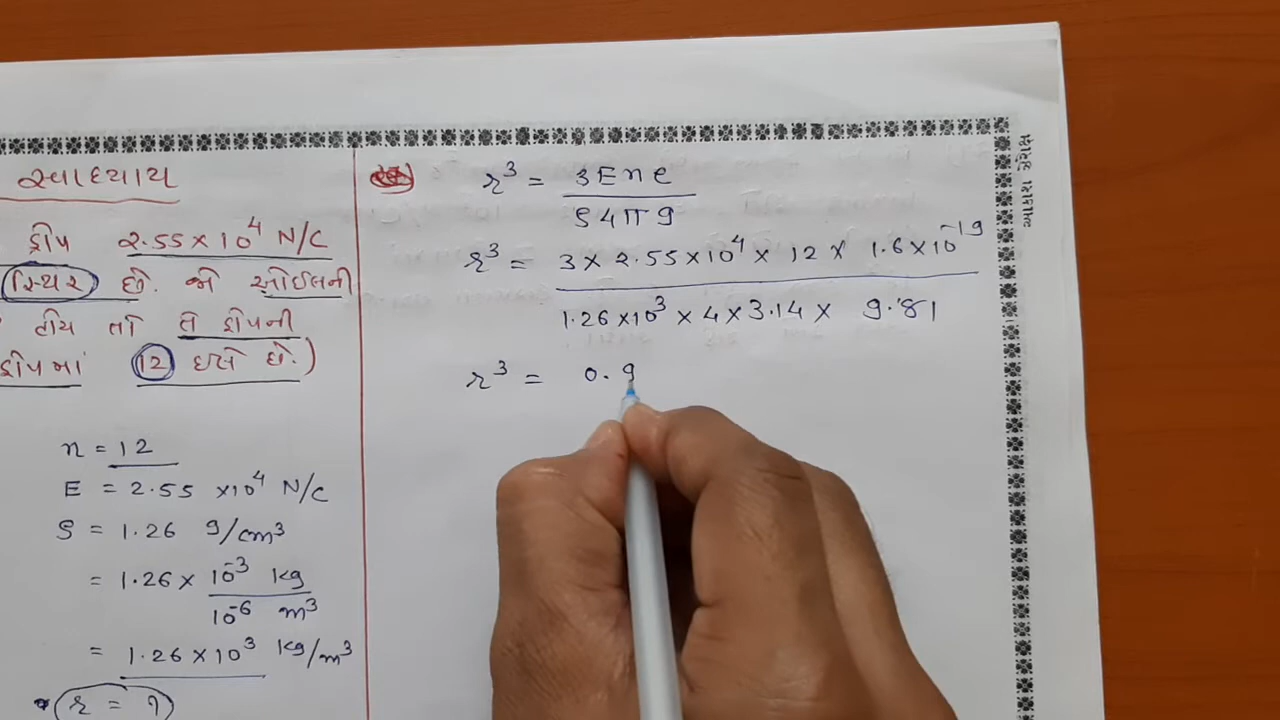 સ્વાધ્યાય
ડ્રોપ 2.55 × 10⁴ N/C
સ્થિર છે. જો ઓઈલની
હોય તો તે ડ્રોપની
ડ્રોપમાં 12
n = 12
E = 2.55 ×10⁴ N/C
ρ = 1.26 g/cm³
= 1.26 × 10⁻³ kg / 10⁻⁶ m³
= 1.26 × 10³ kg/m³
r = ?
r³ = 3Ene / ρ4πg
r³ = 3 × 2.55 × 10⁴ × 12 × 1.6 × 10⁻¹⁹ / 1.26 × 10³ × 4 × 3.14 × 9.81
r³ = 0.9